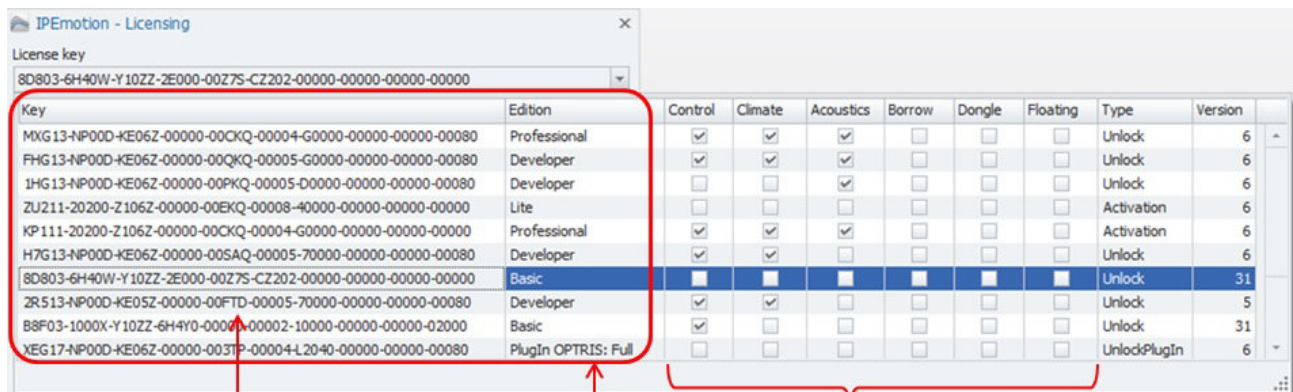 IPEmotion - Licensing
License key
8D803-6H40W-Y10ZZ-2E000-00Z7S-CZ202-00000-00000-00000-00000
Key Edition Control Climate Acoustics Borrow Dongle Floating Type Version
MXG13-NP00D-KE06Z-00000-00CKQ-00004-G0000-00000-00000-00080 Professional Unlock 6
FHG13-NP00D-KE06Z-00000-00QKQ-00005-G0000-00000-00000-00080 Developer Unlock 6
1HG13-NP00D-KE06Z-00000-00PKQ-00005-D0000-00000-00000-00080 Developer Unlock 6
ZU211-20200-Z106Z-00000-00EKQ-00008-40000-00000-00000-00000 Lite Activation 6
KP111-20200-Z106Z-00000-00CKQ-00004-G0000-00000-00000-00000 Professional Activation 6
H7G13-NP00D-KE06Z-00000-00SAQ-00005-70000-00000-00000-00080 Developer Unlock 6
8D803-6H40W-Y10ZZ-2E000-00Z7S-CZ202-00000-00000-00000-00000 Basic Unlock 31
2R513-NP00D-KE05Z-00000-00FTD-00005-70000-00000-00000-00080 Developer Unlock 5
Basic Unlock 31
XEG17-NP00D-KE06Z-00000-003TP-00004-L2040-00000-00000-00080 PlugIn OPTRIS: Full UnlockPlugIn 6